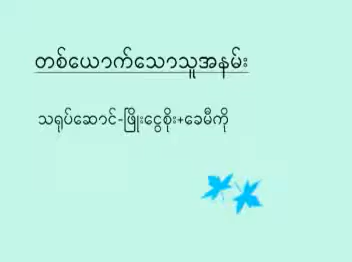 တစ်ယောက်သောသူအနမ်း
သရုပ်ဆောင်-ဖြိုးငွေစိုး+ခေမီကို